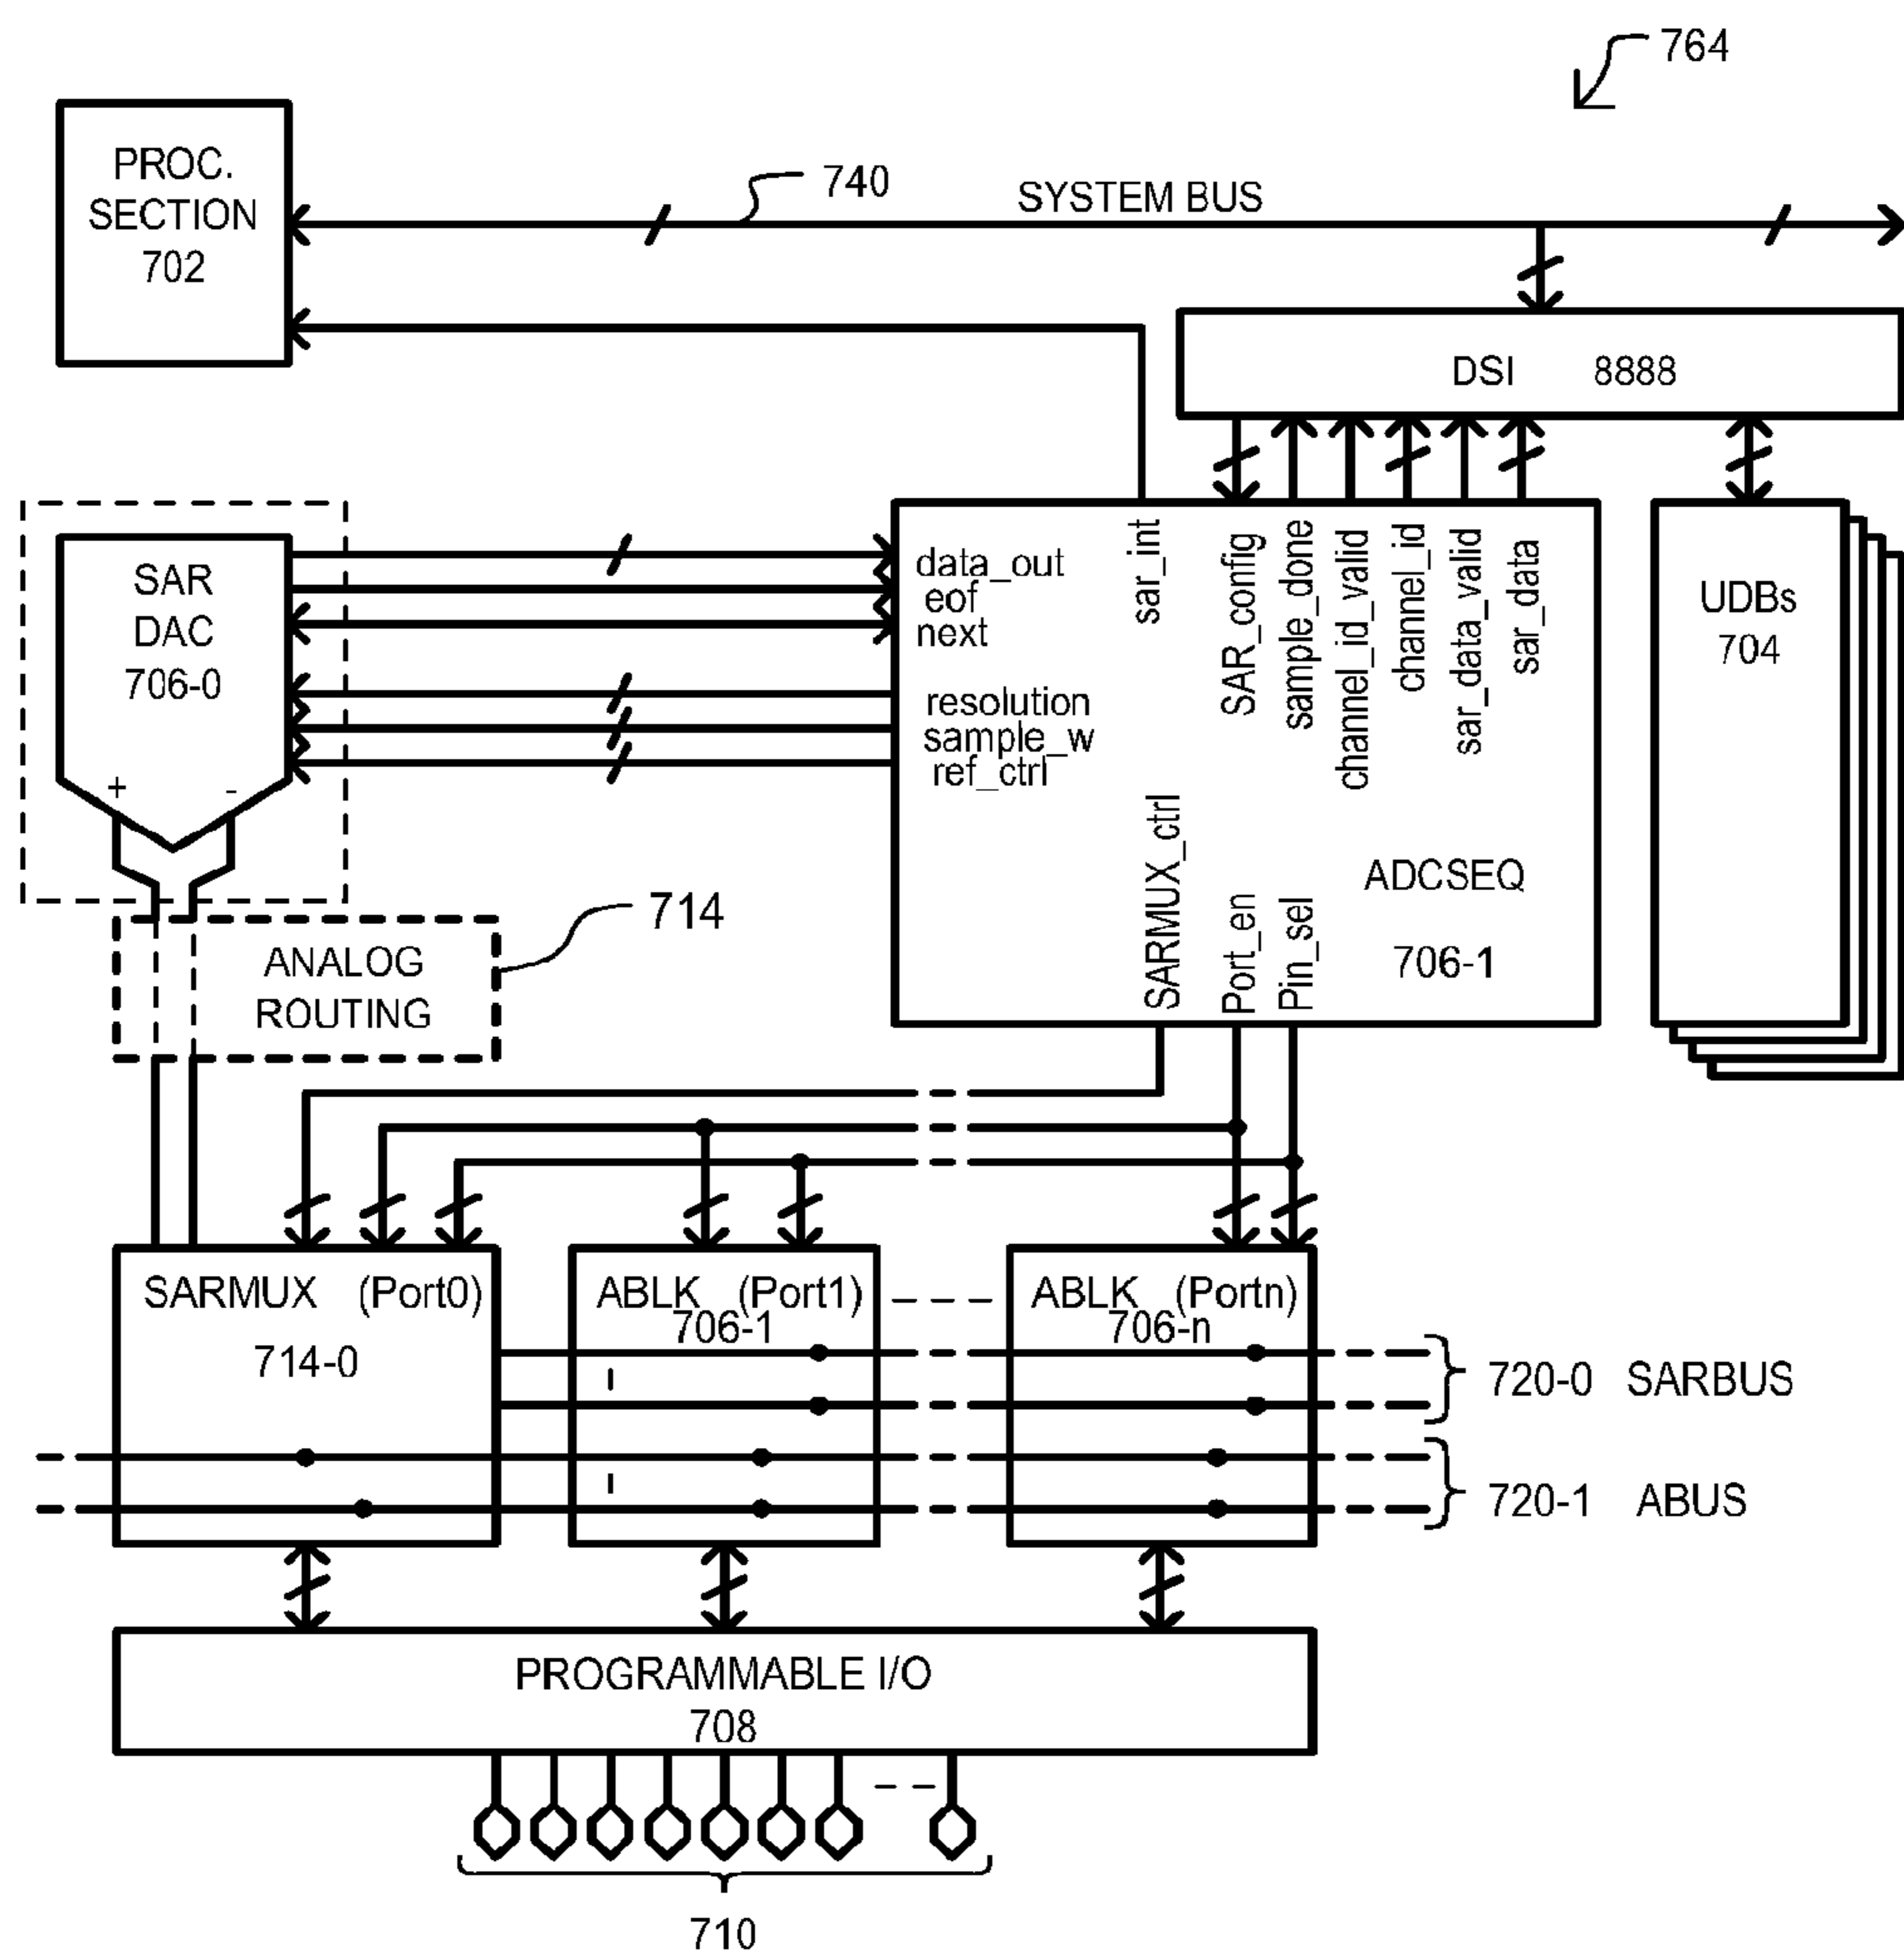 764
PROC.
SECTION
702
740
SYSTEM BUS
DSI 8888
SAR
DAC
706-0
+ -
data_out
eof
next
resolution
sample_w
ref_ctrl
sar_int
SAR_config
sample_done
channel_id_valid
channel_id
sar_data_valid
sar_data
UDBs
704
SARMUX_ctrl
Port_en
Pin_sel
ADCSEQ
706-1
714
ANALOG
ROUTING
SARMUX (Port0)
714-0
ABLK (Port1)
706-1
ABLK (Portn)
706-n
720-0 SARBUS
720-1 ABUS
PROGRAMMABLE I/O
708
710